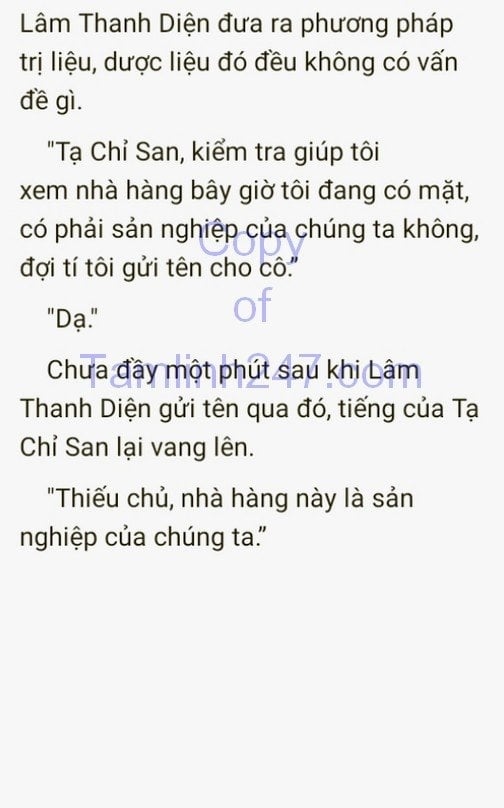 Lâm Thanh Diện đưa ra phương pháp
trị liệu, dược liệu đó đều không có vấn
đề gì.
"Tạ Chỉ San, kiểm tra giúp tôi
xem nhà hàng bây giờ tôi đang có mặt,
có phải sản nghiệp của chúng ta không,
đợi tí tôi gửi tên cho cô.”
"Dạ."
Chưa đầy một phút sau khi Lâm
Thanh Diện gửi tên qua đó, tiếng của Tạ
Chỉ San lại vang lên.
"Thiếu chủ, nhà hàng này là sản
nghiệp của chúng ta.”
Copy
of
Tamlinh247.com